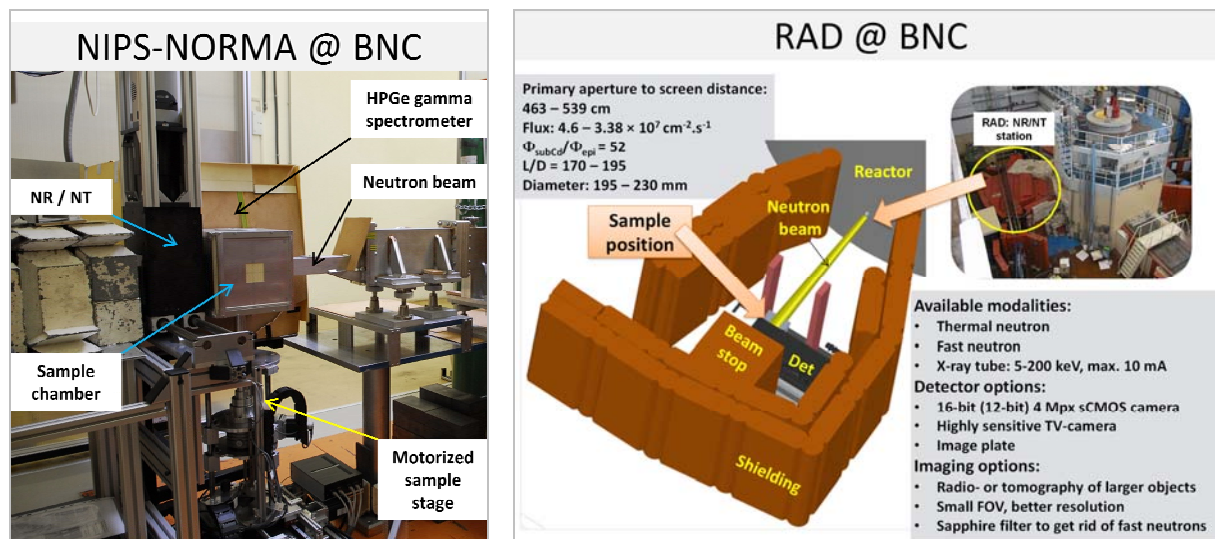 NIPS-NORMA @ BNC
HPGe gamma
spectrometer
Neutron beam
NR / NT
Sample
chamber
Motorized
sample
stage
RAD @ BNC
Primary aperture to screen distance:
463 – 539 cm
Flux: 4.6 – 3.38 × 10⁷ cm⁻².s⁻¹
Φsubcd/Φepi = 52
L/D = 170 – 195
Diameter: 195 – 230 mm
RAD: NR/NT
station
Reactor
Neutron
beam
Sample
position
Beam
stop
Det
Shielding
Available modalities:
• Thermal neutron
• Fast neutron
• X-ray tube: 5-200 keV, max. 10 mA
Detector options:
• 16-bit (12-bit) 4 Mpx sCMOS camera
• Highly sensitive TV-camera
• Image plate
Imaging options:
• Radio- or tomography of larger objects
• Small FOV, better resolution
• Sapphire filter to get rid of fast neutrons